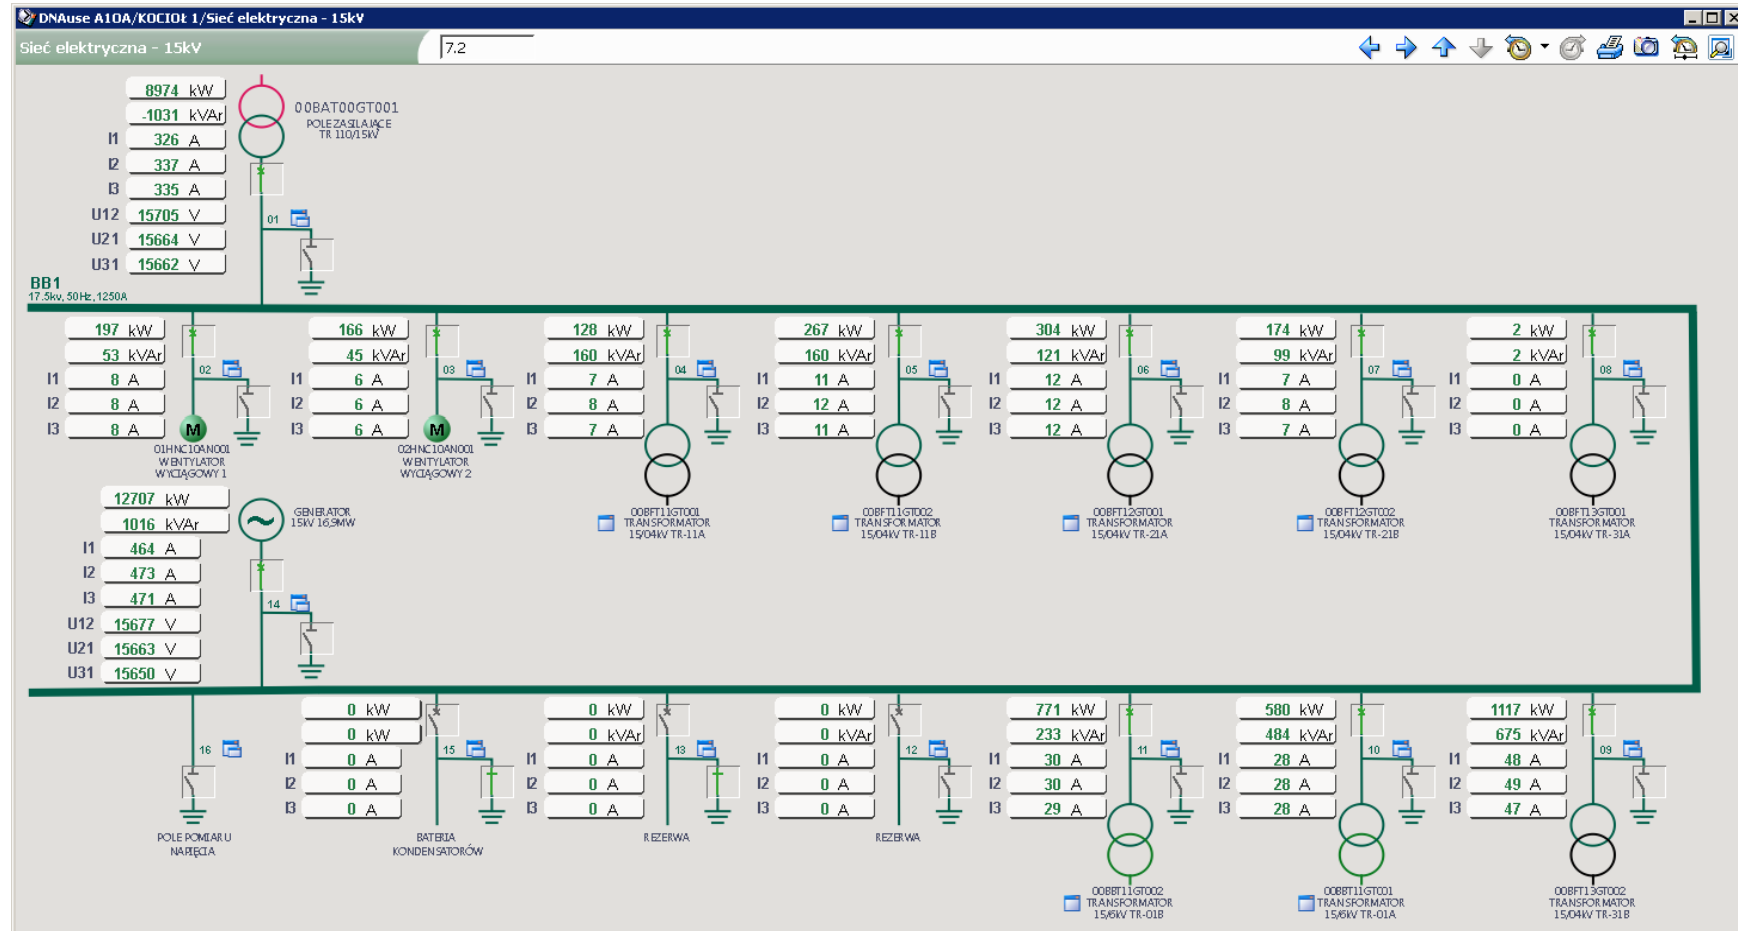 DNAuse A10A/KOCIOŁ 1/Sieć elektryczna - 15kV
Sieć elektryczna - 15kV
7.2
8974 kW
-1031 kVAr
I1 326 A
I2 337 A
I3 335 A
U12 15705 V
U21 15664 V
U31 15662 V
00BAT00GT001
POLE ZASILAJĄCE
TR 110/15kV
01
BB1
17.5kv, 50Hz, 1250A
197 kW
53 kVAr
I1 8 A
I2 8 A
I3 8 A
02
M
01HNC10AN001
WENTYLATOR
WYCIĄGOWY 1
166 kW
45 kVAr
I1 6 A
I2 6 A
I3 6 A
03
M
02HNC10AN001
WENTYLATOR
WYCIĄGOWY 2
128 kW
160 kVAr
I1 7 A
I2 8 A
I3 7 A
04
00BFT11GT001
TRANSFORMATOR
15/04kV TR-11A
267 kW
160 kVAr
I1 11 A
I2 12 A
I3 11 A
05
00BFT11GT002
TRANSFORMATOR
15/04kV TR-11B
304 kW
121 kVAr
I1 12 A
I2 12 A
I3 12 A
06
00BFT12GT001
TRANSFORMATOR
15/04kV TR-21A
174 kW
99 kVAr
I1 7 A
I2 8 A
I3 7 A
07
00BFT12GT002
TRANSFORMATOR
15/04kV TR-21B
2 kW
2 kVAr
I1 0 A
I2 0 A
I3 0 A
08
00BFT13GT001
TRANSFORMATOR
15/04kV TR-31A
12707 kW
1016 kVAr
I1 464 A
I2 473 A
I3 471 A
U12 15677 V
U21 15663 V
U31 15650 V
GENERATOR
15kV 16,9MW
14
16
POLE POMIARU
NAPIĘCIA
0 kW
0 kW
I1 0 A
I2 0 A
I3 0 A
15
BATERIA
KONDENSATORÓW
0 kW
0 kVAr
I1 0 A
I2 0 A
I3 0 A
13
REZERWA
0 kW
0 kVAr
I1 0 A
I2 0 A
I3 0 A
12
REZERWA
771 kW
233 kVAr
I1 30 A
I2 30 A
I3 29 A
11
00BBT11GT002
TRANSFORMATOR
15/6kV TR-01B
580 kW
484 kVAr
I1 28 A
I2 28 A
I3 28 A
10
00BBT11GT001
TRANSFORMATOR
15/6kV TR-01A
1117 kW
675 kVAr
I1 48 A
I2 49 A
I3 47 A
09
00BFT13GT002
TRANSFORMATOR
15/04kV TR-31B